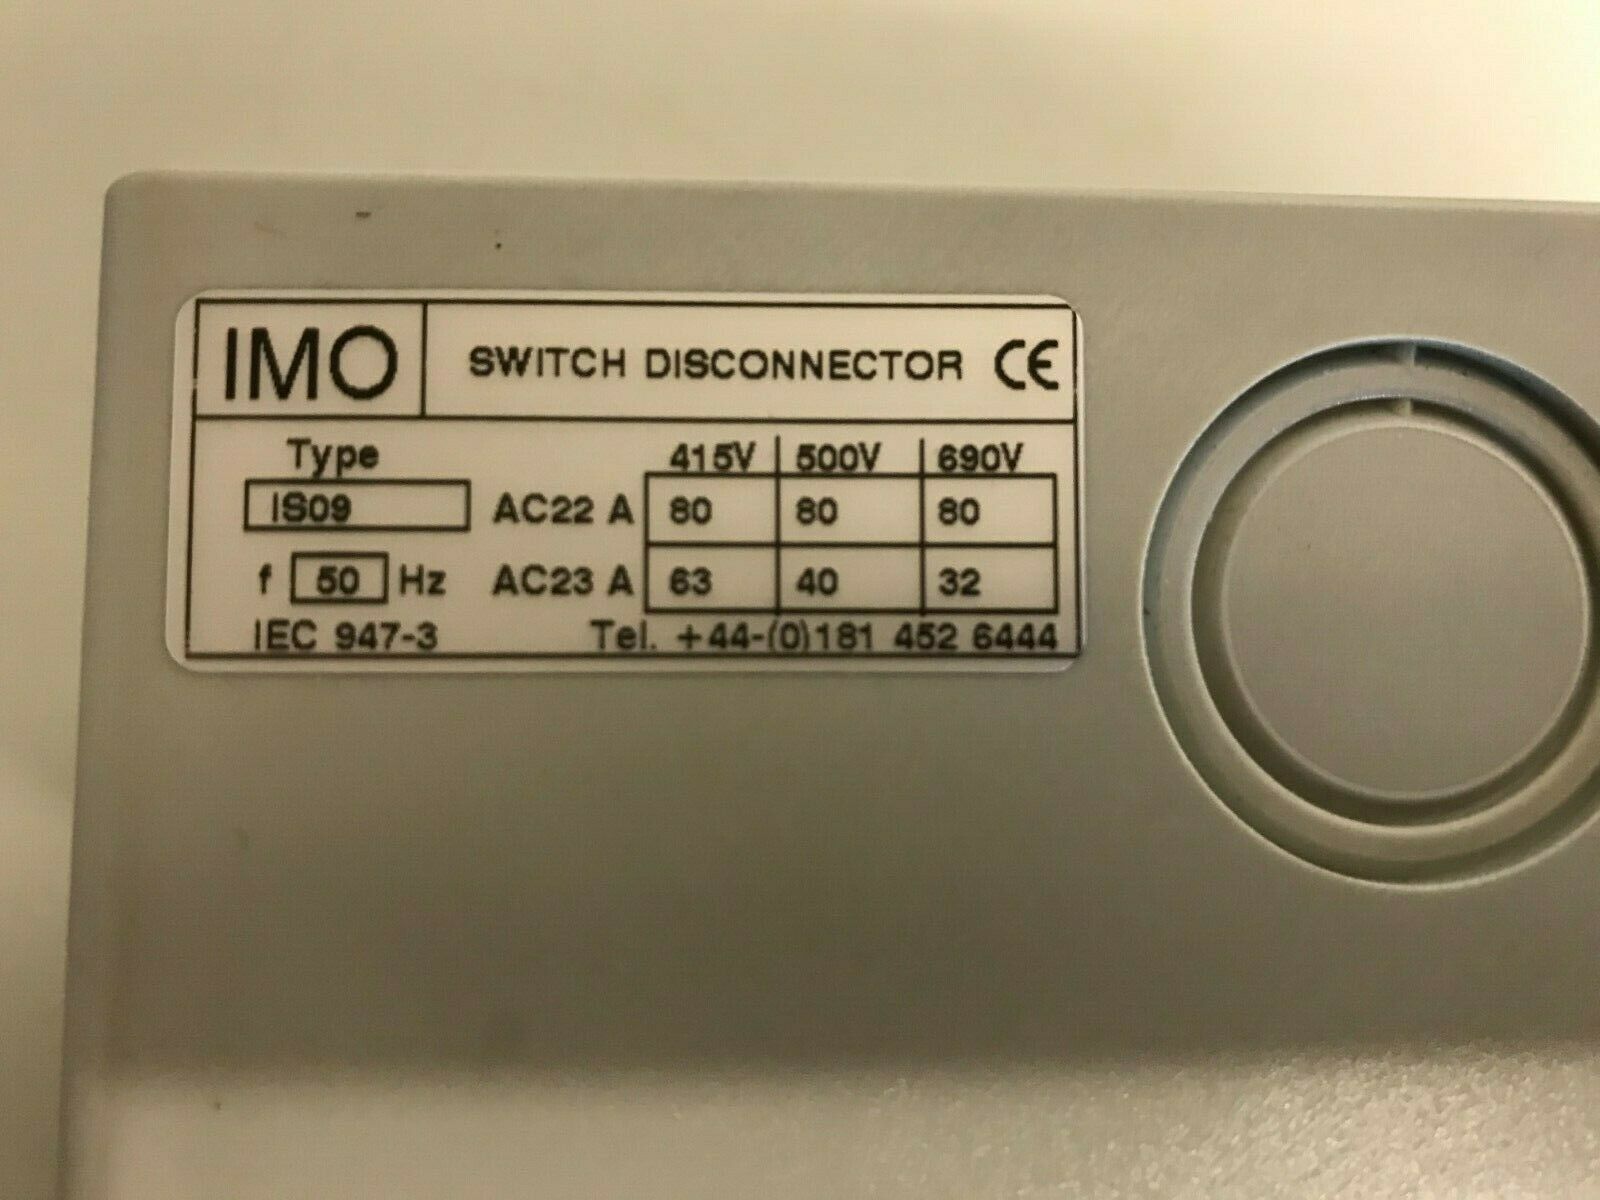 IMO SWITCH DISCONNECTOR CE
Type 415V 500V 690V
IS09 AC22 A 80 80 80
f 50 Hz AC23 A 63 40 32
IEC 947-3 Tel. +44-(0)181 452 6444